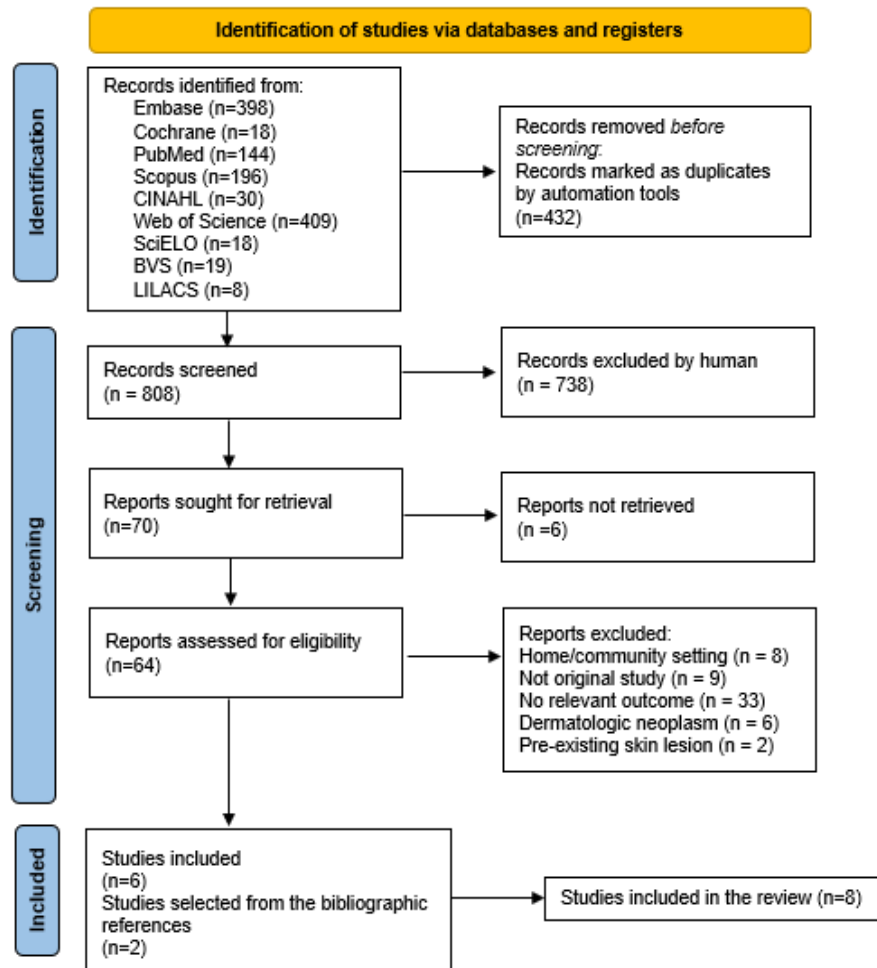 Identification of studies via databases and registers
Identification
Records identified from:
Embase (n=398)
Cochrane (n=18)
PubMed (n=144)
Scopus (n=196)
CINAHL (n=30)
Web of Science (n=409)
SciELO (n=18)
BVS (n=19)
LILACS (n=8)
Records removed before
screening:
Records marked as duplicates
by automation tools
(n=432)
Screening
Records screened
(n = 808)
Records excluded by human
(n = 738)
Reports sought for retrieval
(n=70)
Reports not retrieved
(n =6)
Reports assessed for eligibility
(n=64)
Reports excluded:
Home/community setting (n = 8)
Not original study (n = 9)
No relevant outcome (n = 33)
Dermatologic neoplasm (n = 6)
Pre-existing skin lesion (n = 2)
Included
Studies included
(n=6)
Studies selected from the bibliographic
references
(n=2)
Studies included in the review (n=8)